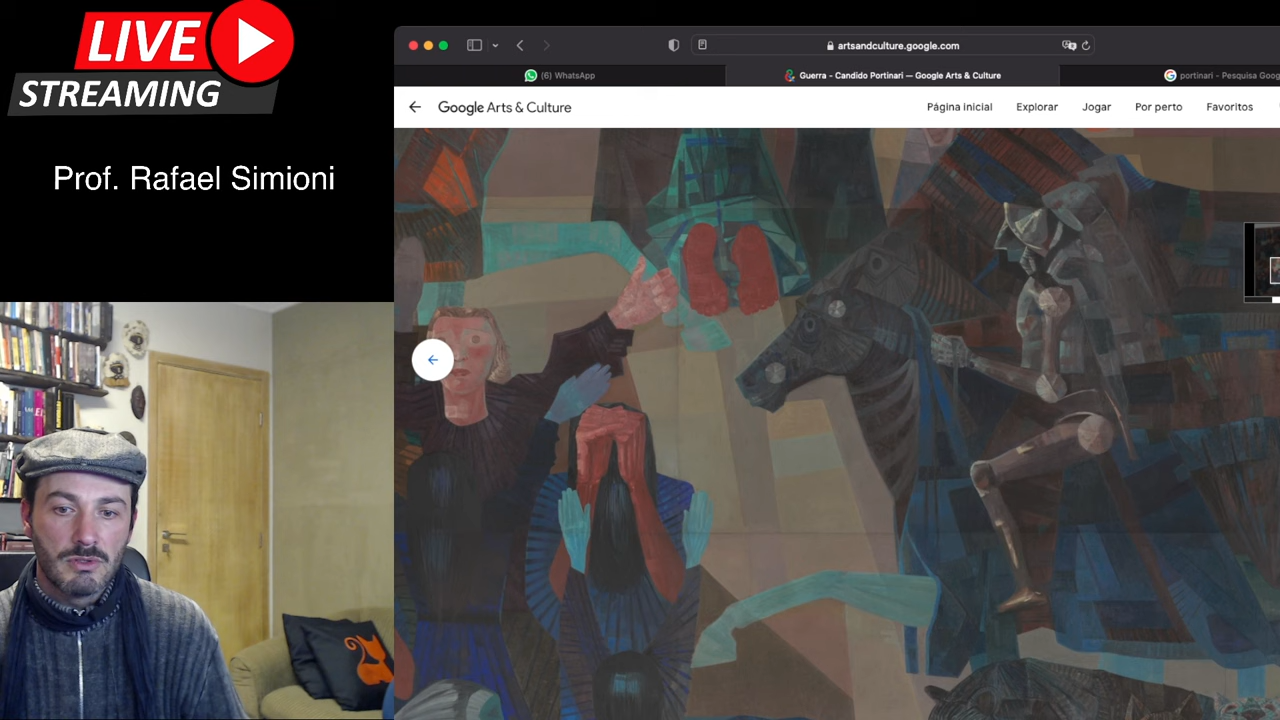 LIVE
STREAMING
Prof. Rafael Simioni
artsandculture.google.com
(6) WhatsApp
Guerra - Candido Portinari — Google Arts & Culture
portinari - Pesquisa Goog
Google Arts & Culture
Página inicial
Explorar
Jogar
Por perto
Favoritos